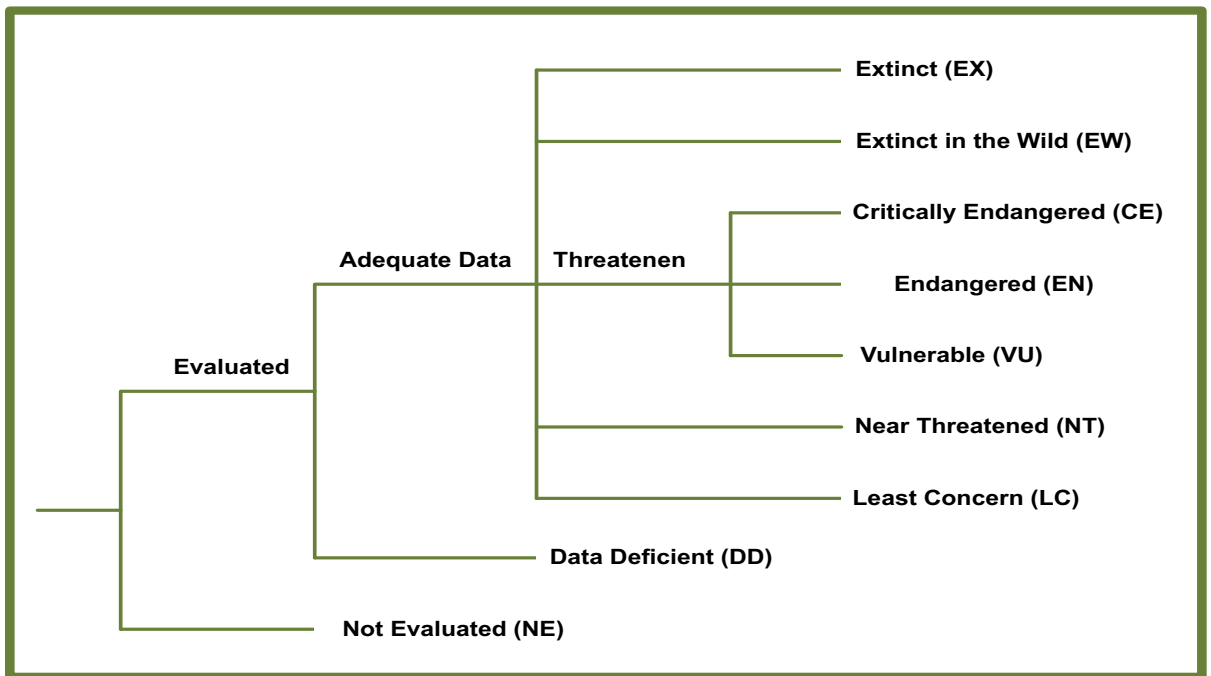 Extinct (EX)
Extinct in the Wild (EW)
Critically Endangered (CE)
Adequate Data
Threatenen
Endangered (EN)
Vulnerable (VU)
Evaluated
Near Threatened (NT)
Least Concern (LC)
Data Deficient (DD)
Not Evaluated (NE)